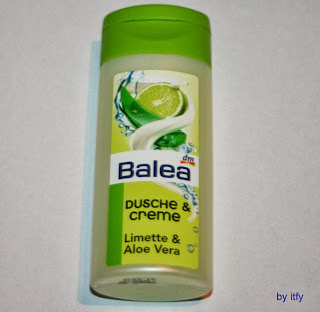 dm
Balea
DUSCHE &
creme
Limette &
Aloe Vera
by itfy